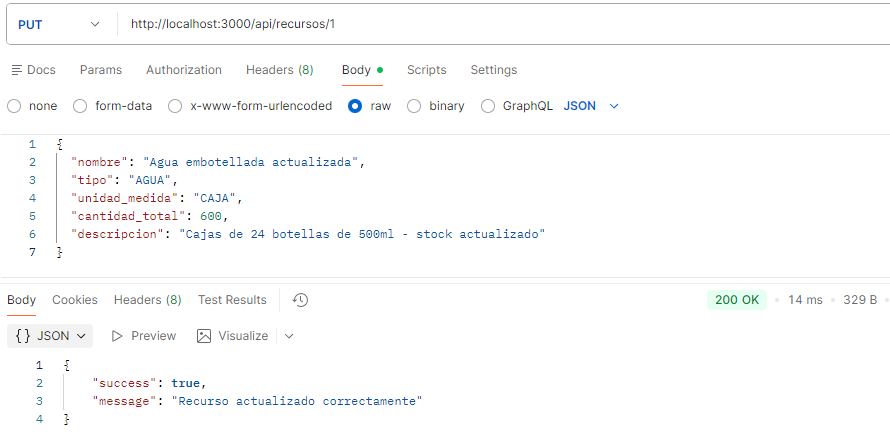 PUT http://localhost:3000/api/recursos/1
Docs Params Authorization Headers (8) Body Scripts Settings
none form-data x-www-form-urlencoded raw binary GraphQL JSON
1 {
2 "nombre": "Agua embotellada actualizada",
3 "tipo": "AGUA",
4 "unidad_medida": "CAJA",
5 "cantidad_total": 600,
6 "descripcion": "Cajas de 24 botellas de 500ml - stock actualizado"
7 }
Body Cookies Headers (8) Test Results 200 OK • 14 ms • 329 B •
{} JSON Preview Visualize
1 {
2 "success": true,
3 "message": "Recurso actualizado correctamente"
4 }